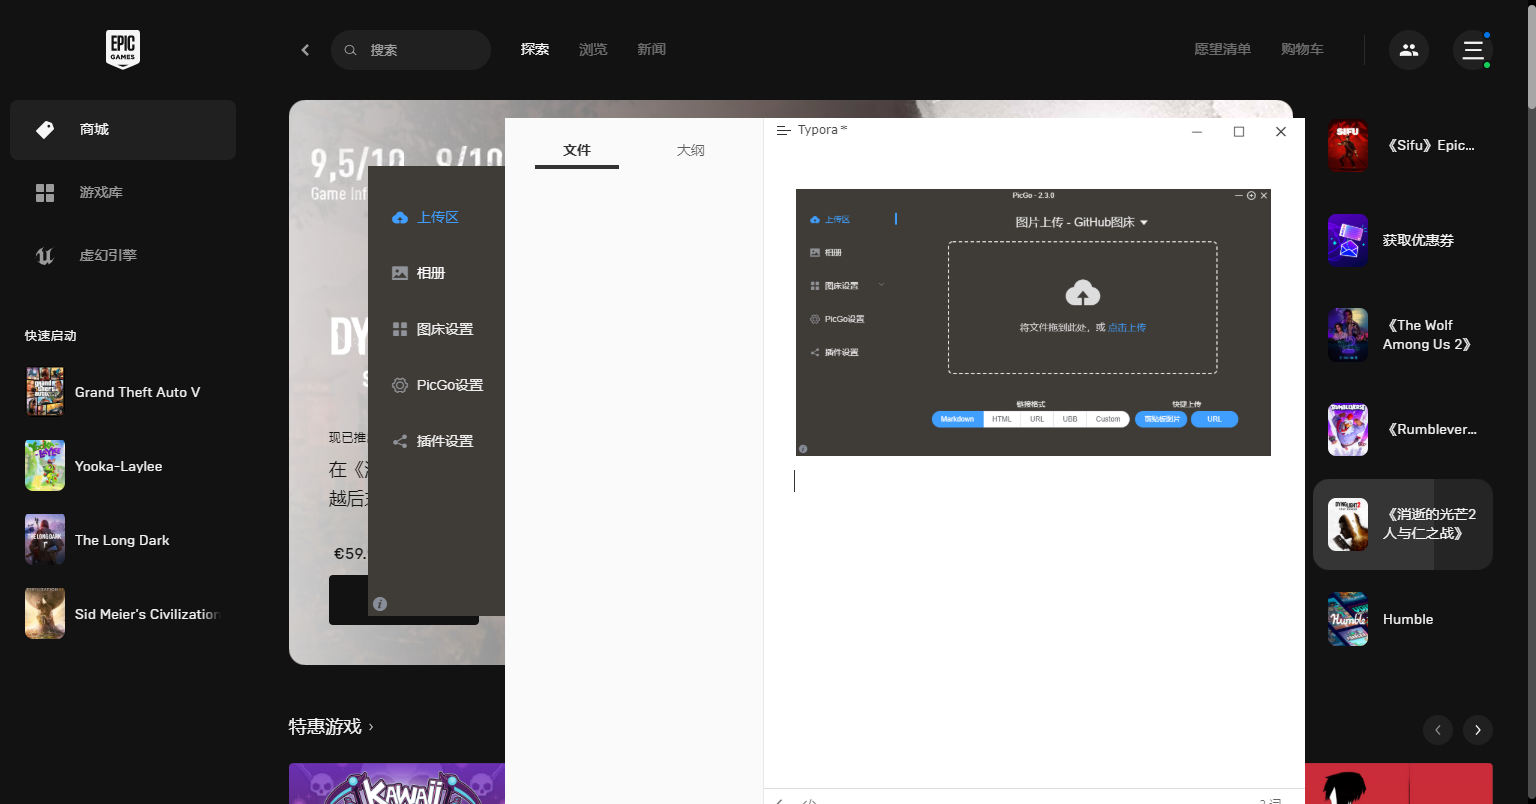 EPIC
GAMES
搜索
探索
浏览
新闻
愿望清单
购物车
商城
游戏库
虚幻引擎
快速启动
Grand Theft Auto V
Yooka-Laylee
The Long Dark
Sid Meier's Civilization
9,5/10
9/10
Game Inf
DY
S
现已推
在《
越后
€59.
特惠游戏
KAWAII
上传区
相册
图床设置
PicGo设置
插件设置
文件
大纲
Typora *
PicGo - 2.3.0
上传区
相册
图床设置
PicGo设置
插件设置
图片上传 - GitHub图床
将文件拖到此处，或 点击上传
链接格式
快捷上传
Markdown
HTML
URL
UBB
Custom
剪贴板图片
URL
SIFU
《Sifu》Epic...
获取优惠券
《The Wolf
Among Us 2》
RUMBLEVERSE
《Rumblever...
DYING LIGHT 2
《消逝的光芒2
人与仁之战》
Humble
Humble